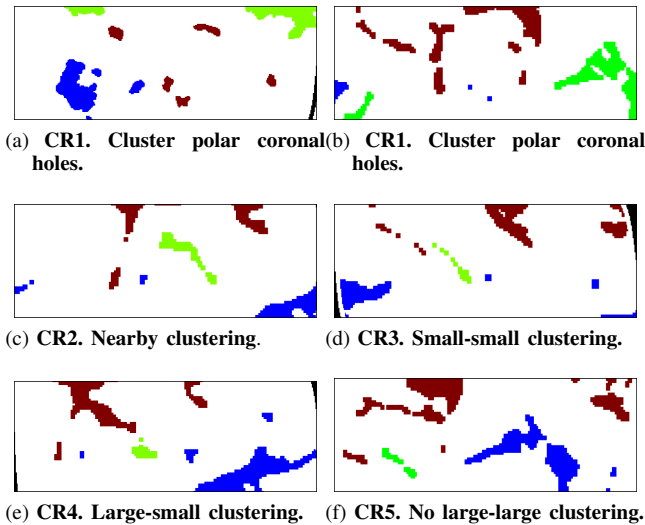 (a) CR1. Cluster polar coronal
holes.
(b) CR1. Cluster polar coronal
holes.
(c) CR2. Nearby clustering.
(d) CR3. Small-small clustering.
(e) CR4. Large-small clustering.
(f) CR5. No large-large clustering.